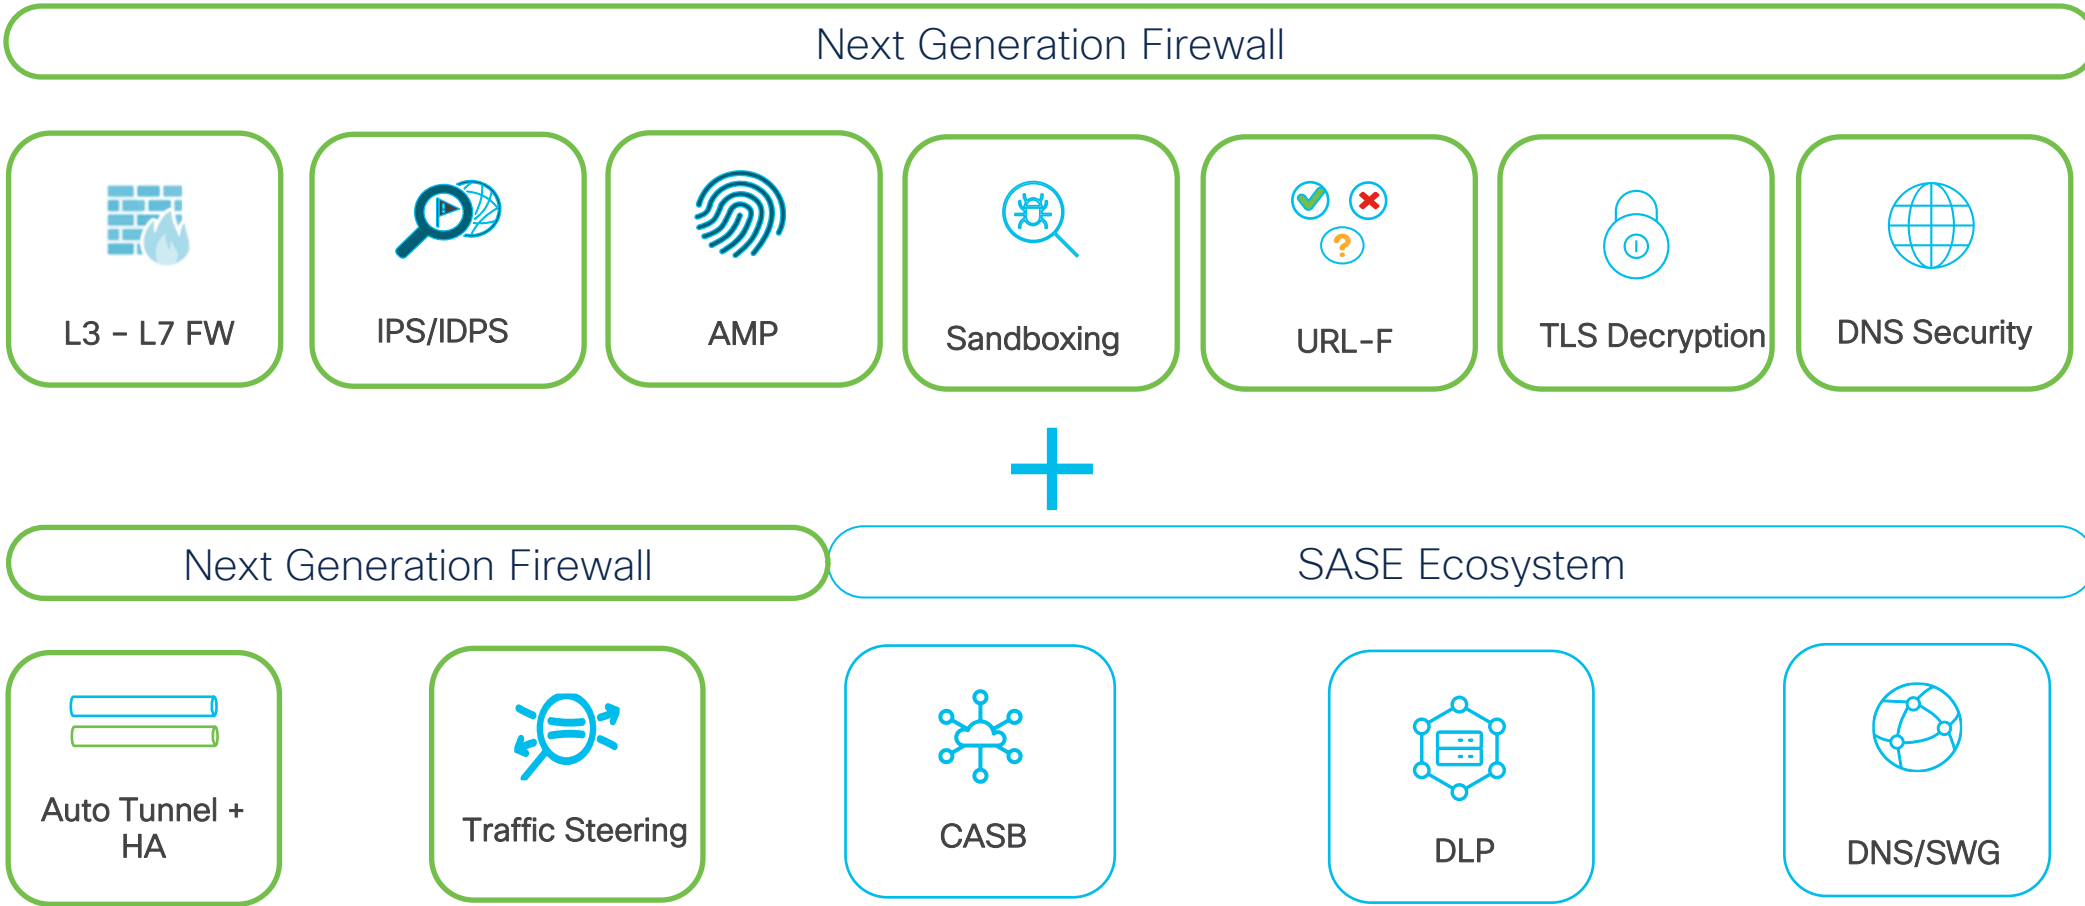 Next Generation Firewall
L3 – L7 FW
IPS/IDPS
AMP
Sandboxing
URL-F
TLS Decryption
DNS Security
Next Generation Firewall
SASE Ecosystem
Auto Tunnel +
HA
Traffic Steering
CASB
DLP
DNS/SWG